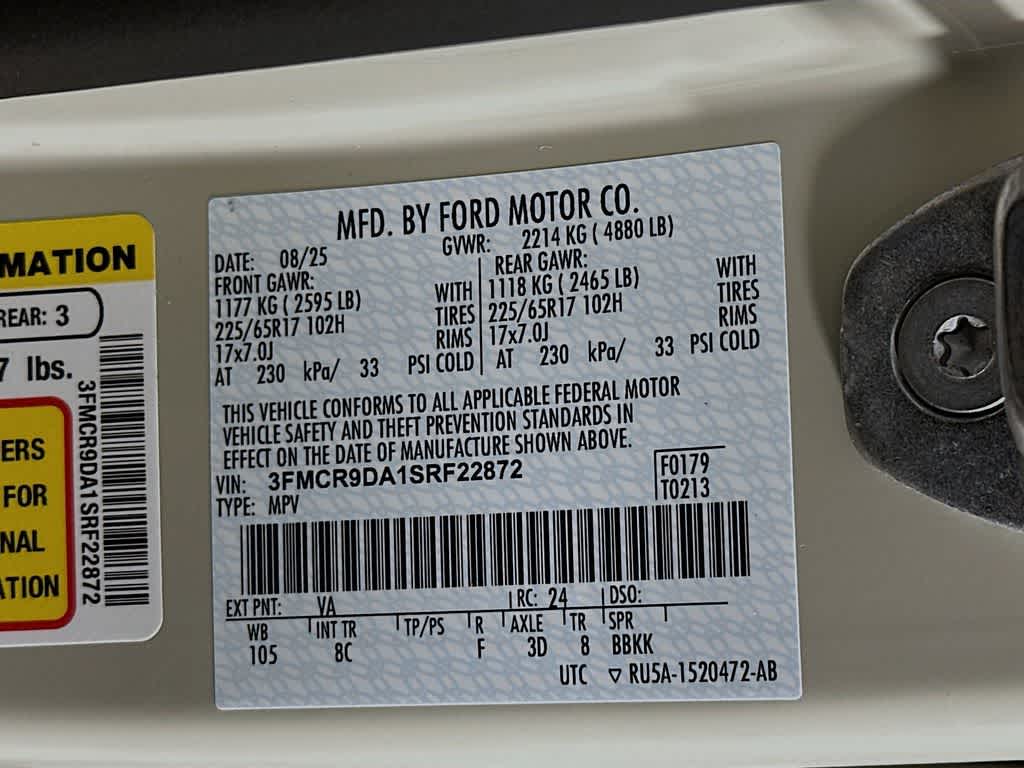 MATION
REAR: 3
7 lbs.
ERS
FOR
NAL
ATION
3FMCR9DA1SRF22872
MFD. BY FORD MOTOR CO.
DATE: 08/25 GVWR: 2214 KG ( 4880 LB)
FRONT GAWR:
1177 KG ( 2595 LB) WITH
225/65R17 102H TIRES
17x7.0J RIMS
AT 230 kPa/ 33 PSI COLD
REAR GAWR: WITH
1118 KG ( 2465 LB) TIRES
225/65R17 102H RIMS
17x7.0J
AT 230 kPa/ 33 PSI COLD
THIS VEHICLE CONFORMS TO ALL APPLICABLE FEDERAL MOTOR
VEHICLE SAFETY AND THEFT PREVENTION STANDARDS IN
EFFECT ON THE DATE OF MANUFACTURE SHOWN ABOVE.
VIN: 3FMCR9DA1SRF22872
TYPE: MPV
F0179
T0213
EXT PNT: VA RC: 24 DSO:
WB INT TR TP/PS R AXLE TR SPR
105 8C F 3D 8 BBKK
UTC ▽ RU5A-1520472-AB